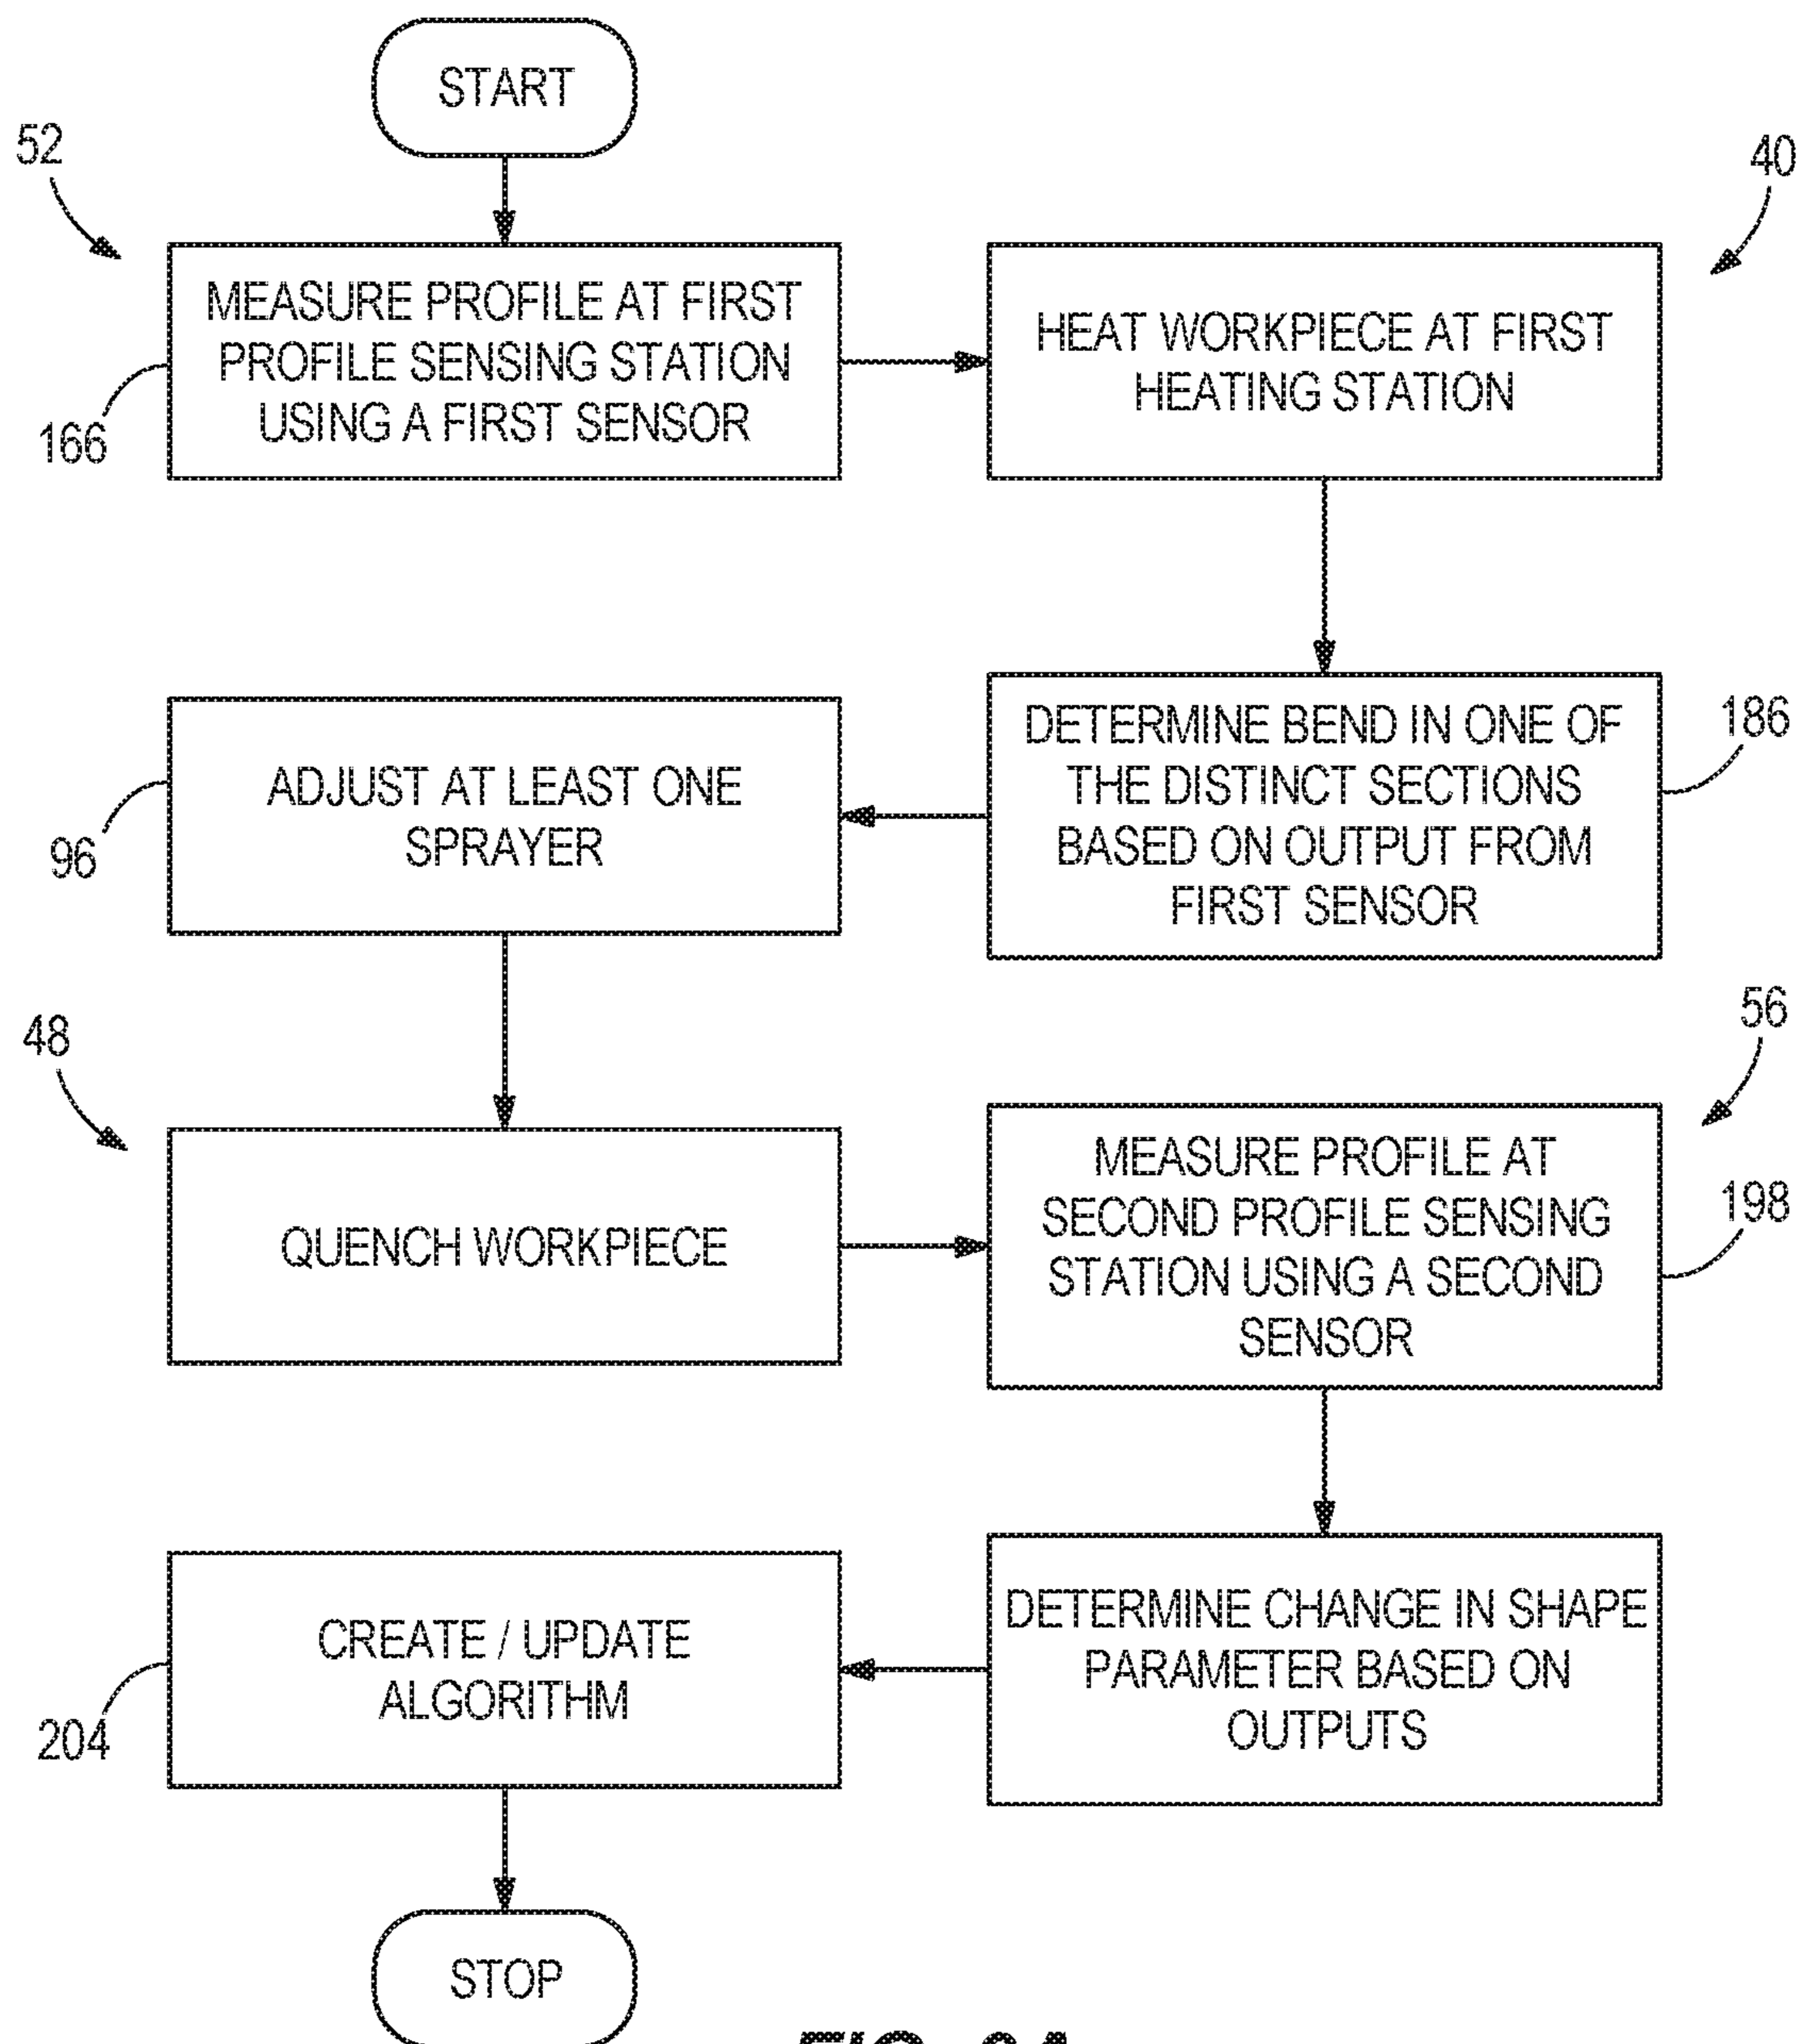 START
52
40
MEASURE PROFILE AT FIRST
PROFILE SENSING STATION
USING A FIRST SENSOR
166
HEAT WORKPIECE AT FIRST
HEATING STATION
DETERMINE BEND IN ONE OF
THE DISTINCT SECTIONS
BASED ON OUTPUT FROM
FIRST SENSOR
186
ADJUST AT LEAST ONE
SPRAYER
96
48
QUENCH WORKPIECE
56
MEASURE PROFILE AT
SECOND PROFILE SENSING
STATION USING A SECOND
SENSOR
198
DETERMINE CHANGE IN SHAPE
PARAMETER BASED ON
OUTPUTS
CREATE / UPDATE
ALGORITHM
204
STOP